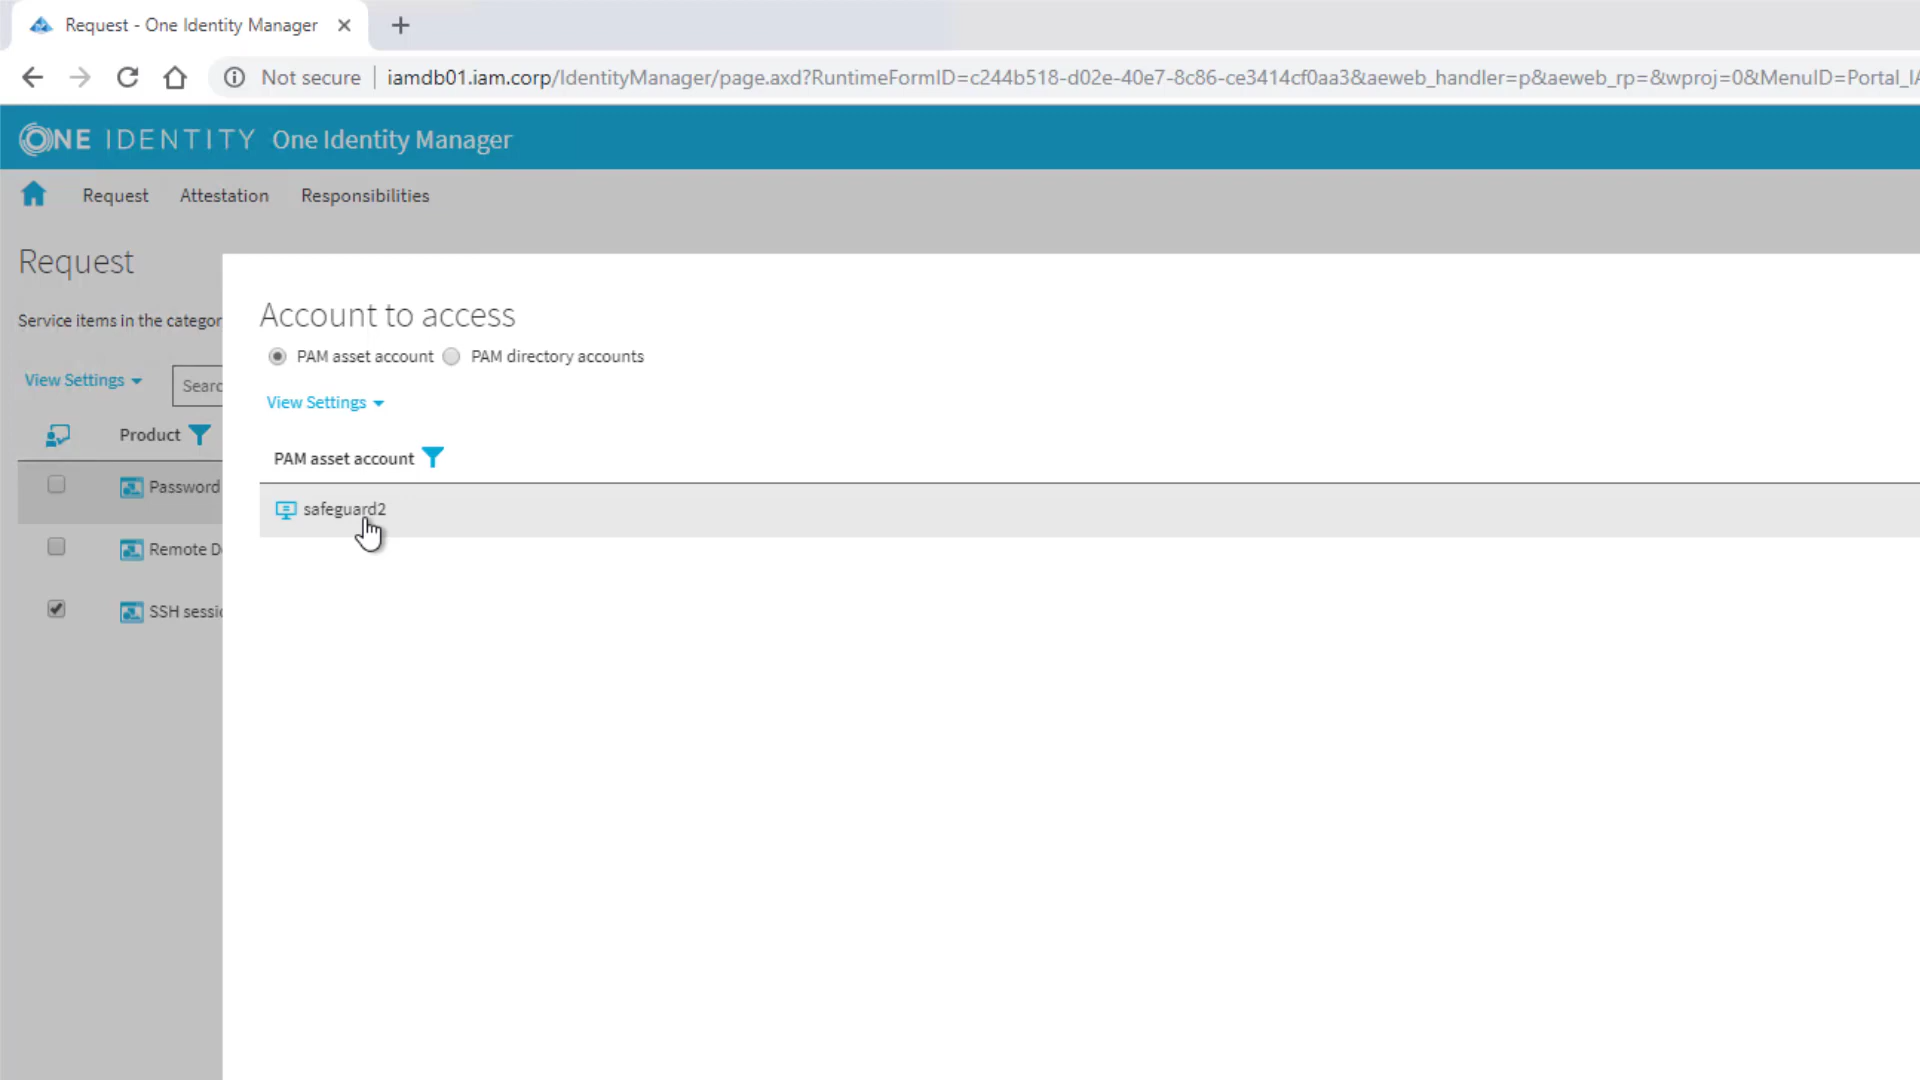 Request - One Identity Manager
Not secure | iamdb01.iam.corp/IdentityManager/page.axd?RuntimeFormID=c244b518-d02e-40e7-8c86-ce3414cf0aa3&aeweb_handler=p&aeweb_rp=&wproj=0&MenuID=Portal_IA
ONE IDENTITY One Identity Manager
Request Attestation Responsibilities
Request
Service items in the categor
View Settings
Searc
Product
Password
Remote D
SSH sessio
Account to access
PAM asset account PAM directory accounts
View Settings
PAM asset account
safeguard2